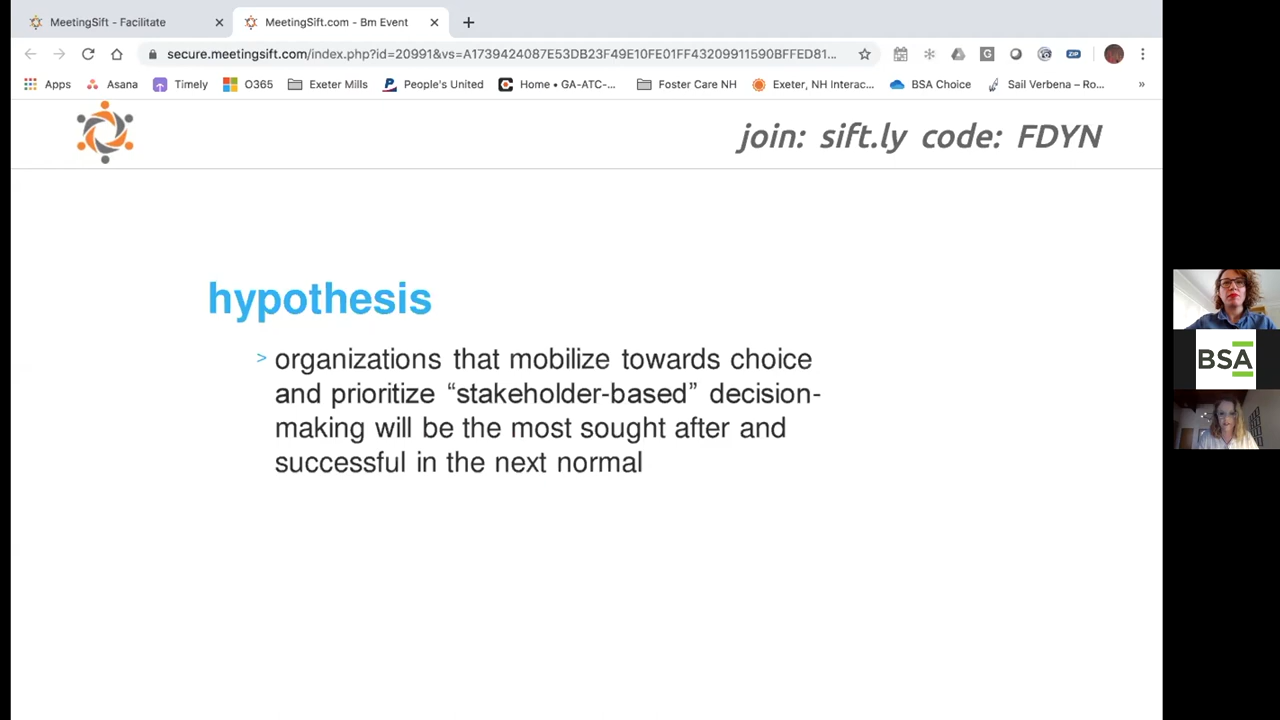 MeetingSift - Facilitate
MeetingSift.com - Bm Event
secure.meetingsift.com/index.php?id=20991&vs=A1739424087E53DB23F49E10FE01FF43209911590BFFED81...
ZIP
Apps
Asana
Timely
O365
Exeter Mills
People's United
Home • GA-ATC-...
Foster Care NH
Exeter, NH Interac...
BSA Choice
Sail Verbena – Ro...
»
join: sift.ly code: FDYN
hypothesis
> organizations that mobilize towards choice
and prioritize “stakeholder-based” decision-
making will be the most sought after and
successful in the next normal
BSA